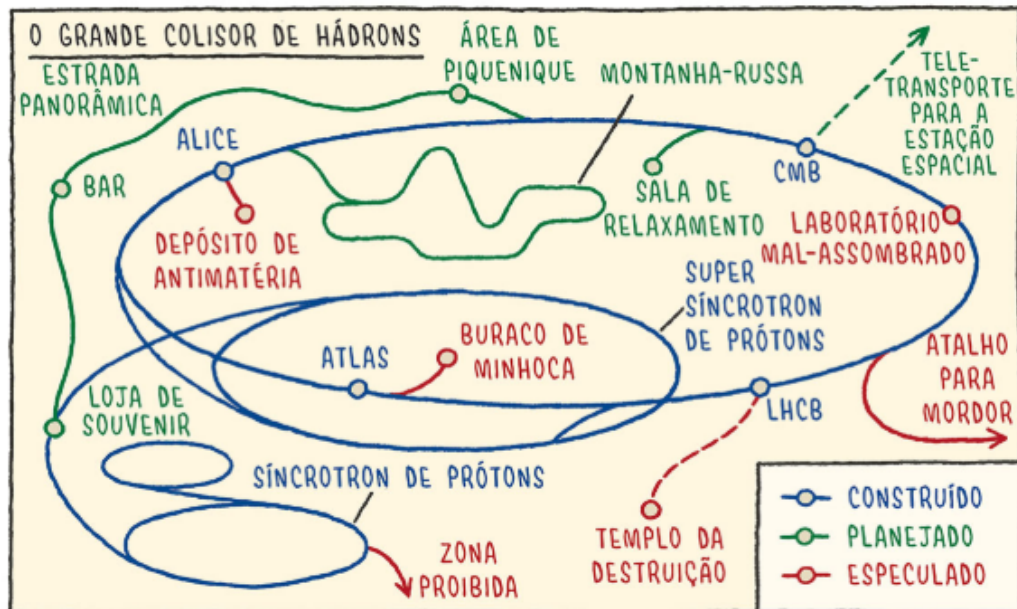 O GRANDE COLISOR DE HÁDRONS
ESTRADA
PANORÂMICA
ÁREA DE
PIQUENIQUE
MONTANHA-RUSSA
TELE-
TRANSPORTE
PARA A
ESTAÇÃO
ESPACIAL
ALICE
BAR
CMB
SALA DE
RELAXAMENTO
DEPÓSITO DE
ANTIMATÉRIA
LABORATÓRIO
MAL-ASSOMBRADO
SUPER
SÍNCROTRON
DE PRÓTONS
BURACO DE
MINHOCA
ATLAS
ATALHO
PARA
MORDOR
LHCB
LOJA DE
SOUVENIR
SÍNCROTRON DE PRÓTONS
ZONA
PROIBIDA
TEMPLO DA
DESTRUIÇÃO
CONSTRUÍDO
PLANEJADO
ESPECULADO